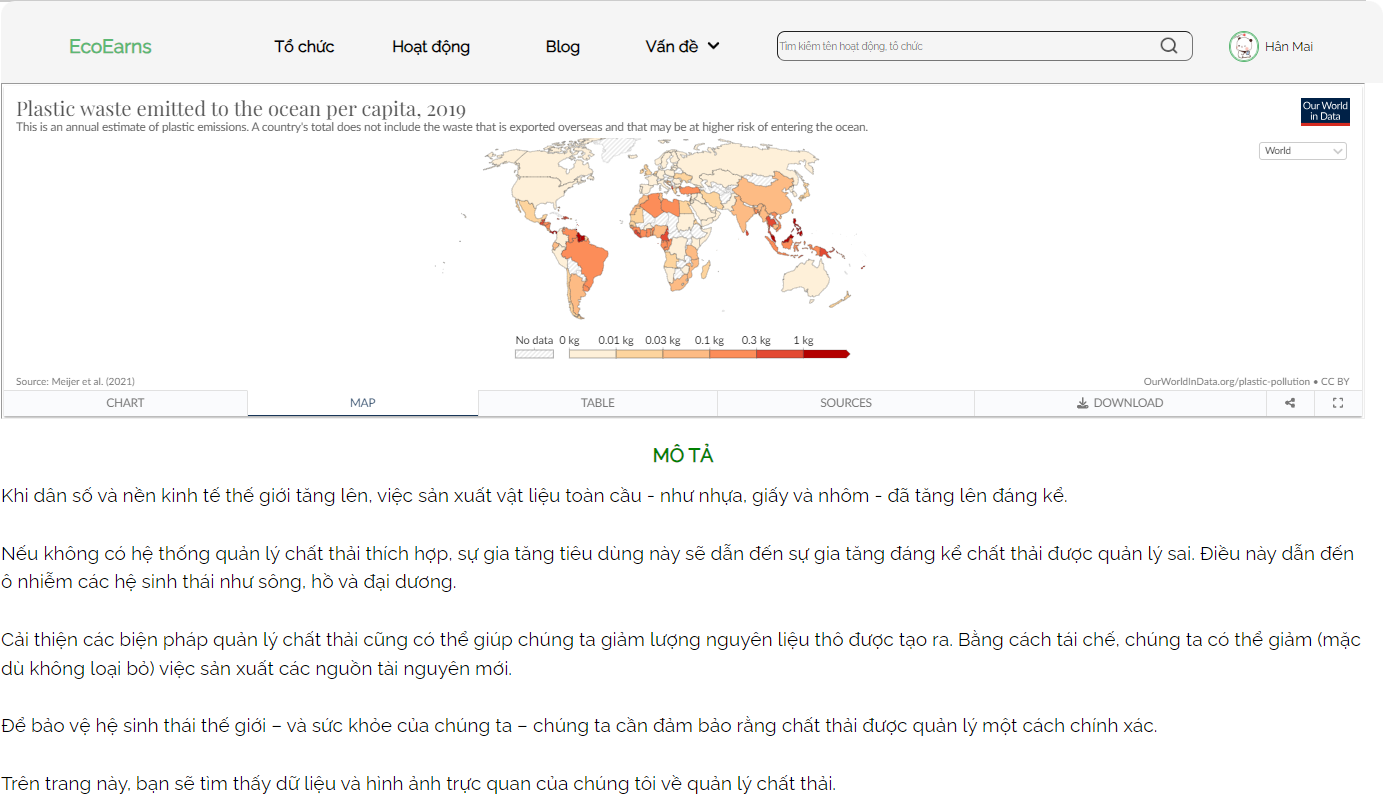 EcoEarns
Tổ chức
Hoạt động
Blog
Vấn đề
Tìm kiếm tên hoạt động, tổ chức
Hân Mai
Plastic waste emitted to the ocean per capita, 2019
This is an annual estimate of plastic emissions. A country's total does not include the waste that is exported overseas and that may be at higher risk of entering the ocean.
Our World
in Data
World
No data
0 kg
0.01 kg
0.03 kg
0.1 kg
0.3 kg
1 kg
Source: Meijer et al. (2021)
OurWorldInData.org/plastic-pollution • CC BY
CHART
MAP
TABLE
SOURCES
DOWNLOAD
MÔ TẢ
Khi dân số và nền kinh tế thế giới tăng lên, việc sản xuất vật liệu toàn cầu - như nhựa, giấy và nhôm - đã tăng lên đáng kể.
Nếu không có hệ thống quản lý chất thải thích hợp, sự gia tăng tiêu dùng này sẽ dẫn đến sự gia tăng đáng kể chất thải được quản lý sai. Điều này dẫn đến
ô nhiễm các hệ sinh thái như sông, hồ và đại dương.
Cải thiện các biện pháp quản lý chất thải cũng có thể giúp chúng ta giảm lượng nguyên liệu thô được tạo ra. Bằng cách tái chế, chúng ta có thể giảm (mặc
dù không loại bỏ) việc sản xuất các nguồn tài nguyên mới.
Để bảo vệ hệ sinh thái thế giới – và sức khỏe của chúng ta – chúng ta cần đảm bảo rằng chất thải được quản lý một cách chính xác.
Trên trang này, bạn sẽ tìm thấy dữ liệu và hình ảnh trực quan của chúng tôi về quản lý chất thải.